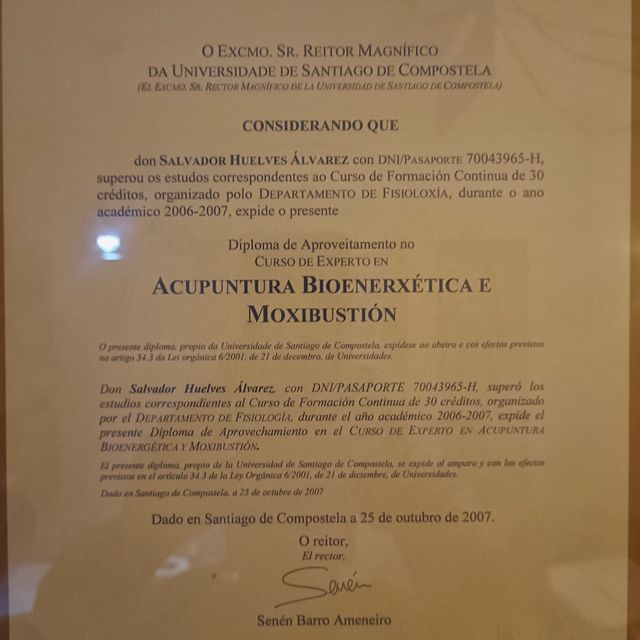 O EXCMO. SR. REITOR MAGNÍFICO
DA UNIVERSIDADE DE SANTIAGO DE COMPOSTELA
(EL EXCMO. SR. RECTOR MAGNÍFICO DE LA UNIVERSIDAD DE SANTIAGO DE COMPOSTELA)
CONSIDERANDO QUE
don SALVADOR HUELVES ÁLVAREZ con DNI/PASAPORTE 70043965-H,
superou os estudos correspondentes ao Curso de Formación Continua de 30
créditos, organizado polo DEPARTAMENTO DE FISIOLOXÍA, durante o ano
académico 2006-2007, expide o presente
Diploma de Aproveitamento no
CURSO DE EXPERTO EN
ACUPUNTURA BIOENERXÉTICA E
MOXIBUSTIÓN
O presente diploma, propio da Universidade de Santiago de Compostela, expídese ao abeiro e cos efectos previstos
no artigo 34.3 da Lei orgánica 6/2001, de 21 de decembro, de Universidades.
Don Salvador Huelves Álvarez, con DNI/PASAPORTE 70043965-H, superó los
estudios correspondientes al Curso de Formación Continua de 30 créditos, organizado
por el DEPARTAMENTO DE FISIOLOGÍA, durante el año académico 2006-2007, expide el
presente Diploma de Aprovechamiento en el CURSO DE EXPERTO EN ACUPUNTURA
BIOENERGÉTICA Y MOXIBUSTIÓN.
El presente diploma, propio de la Universidad de Santiago de Compostela, se expide al amparo y con los efectos
previstos en el artículo 34.3 de la Ley Orgánica 6/2001, de 21 de diciembre, de Universidades.
Dado en Santiago de Compostela, a 25 de octubre de 2007
Dado en Santiago de Compostela a 25 de outubro de 2007.
O reitor,
El rector,
Senén
Senén Barro Ameneiro